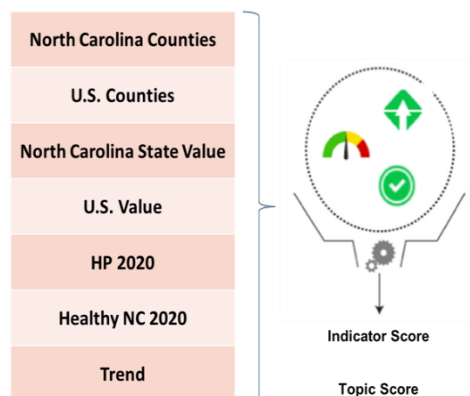 North Carolina Counties
U.S. Counties
North Carolina State Value
U.S. Value
HP 2020
Healthy NC 2020
Trend
Indicator Score
Topic Score